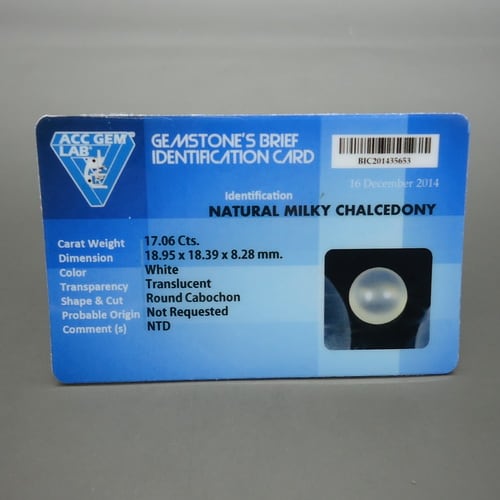 ACC GEM
LAB
GEMSTONE'S BRIEF
IDENTIFICATION CARD
BIC201435653
16 December 2014
Identification
NATURAL MILKY CHALCEDONY
Carat Weight 17.06 Cts.
Dimension 18.95 x 18.39 x 8.28 mm.
Color White
Transparency Translucent
Shape & Cut Round Cabochon
Probable Origin Not Requested
Comment (s) NTD